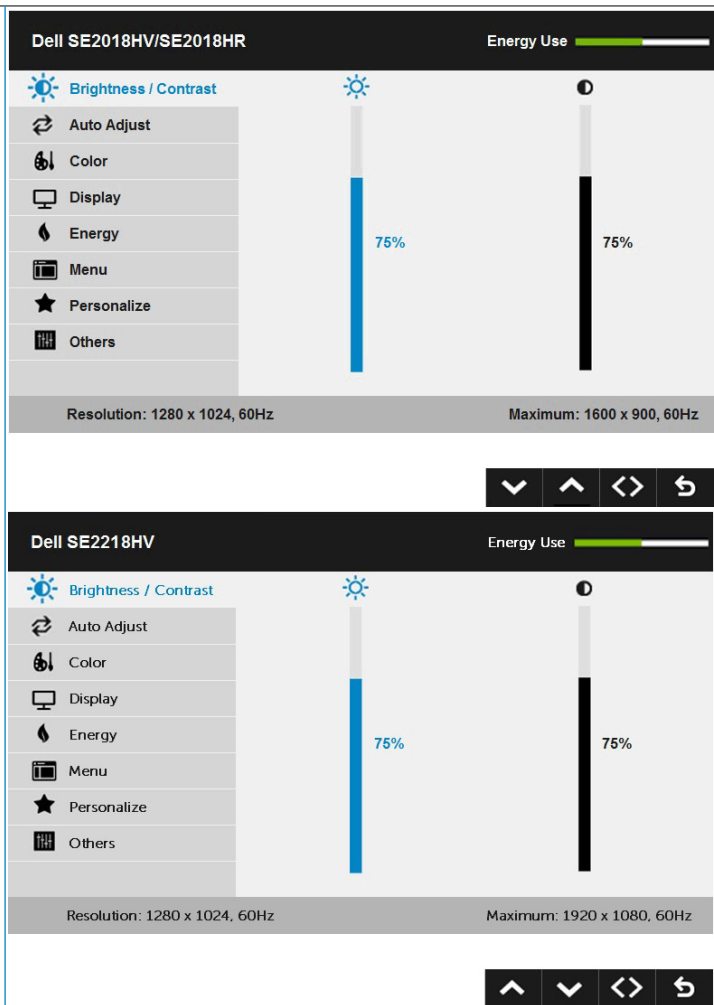 Dell SE2018HV/SE2018HR Energy Use
Brightness / Contrast
Auto Adjust
Color
Display
Energy
75% 75%
Menu
Personalize
Others
Resolution: 1280 x 1024, 60Hz Maximum: 1600 x 900, 60Hz
Dell SE2218HV Energy Use
Brightness / Contrast
Auto Adjust
Color
Display
Energy
75% 75%
Menu
Personalize
Others
Resolution: 1280 x 1024, 60Hz Maximum: 1920 x 1080, 60Hz